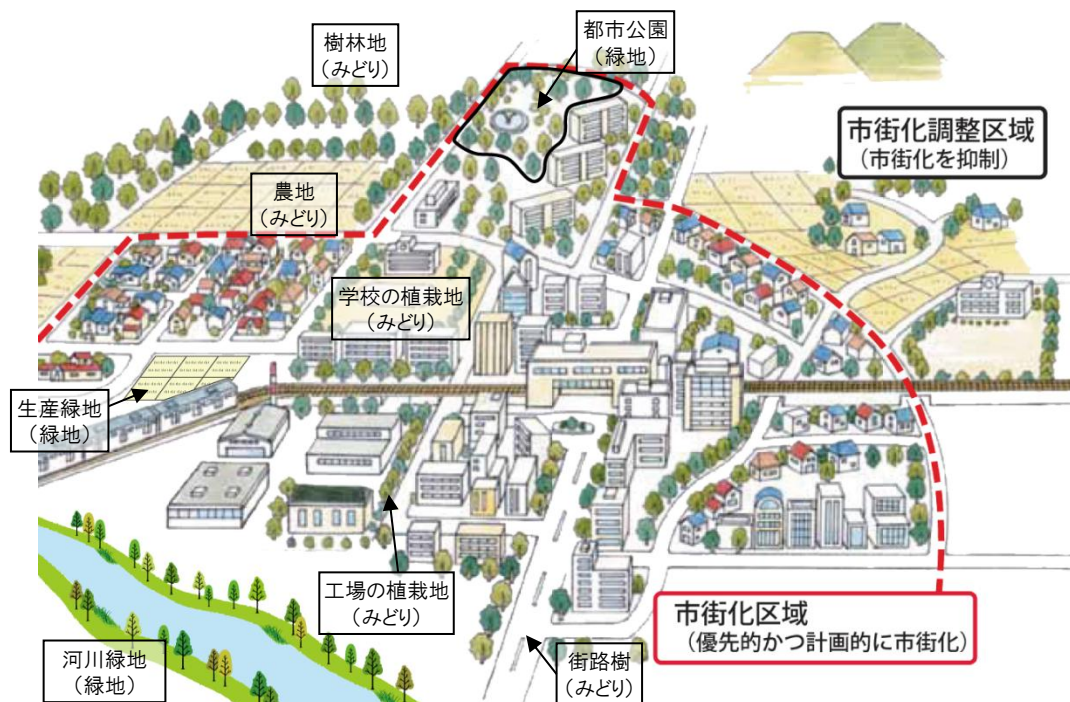 樹林地
(みどり)
都市公園
(緑地)
市街化調整区域
(市街化を抑制)
農地
(みどり)
学校の植栽地
(みどり)
生産緑地
(緑地)
工場の植栽地
(みどり)
市街化区域
(優先的かつ計画的に市街化)
河川緑地
(緑地)
街路樹
(みどり)